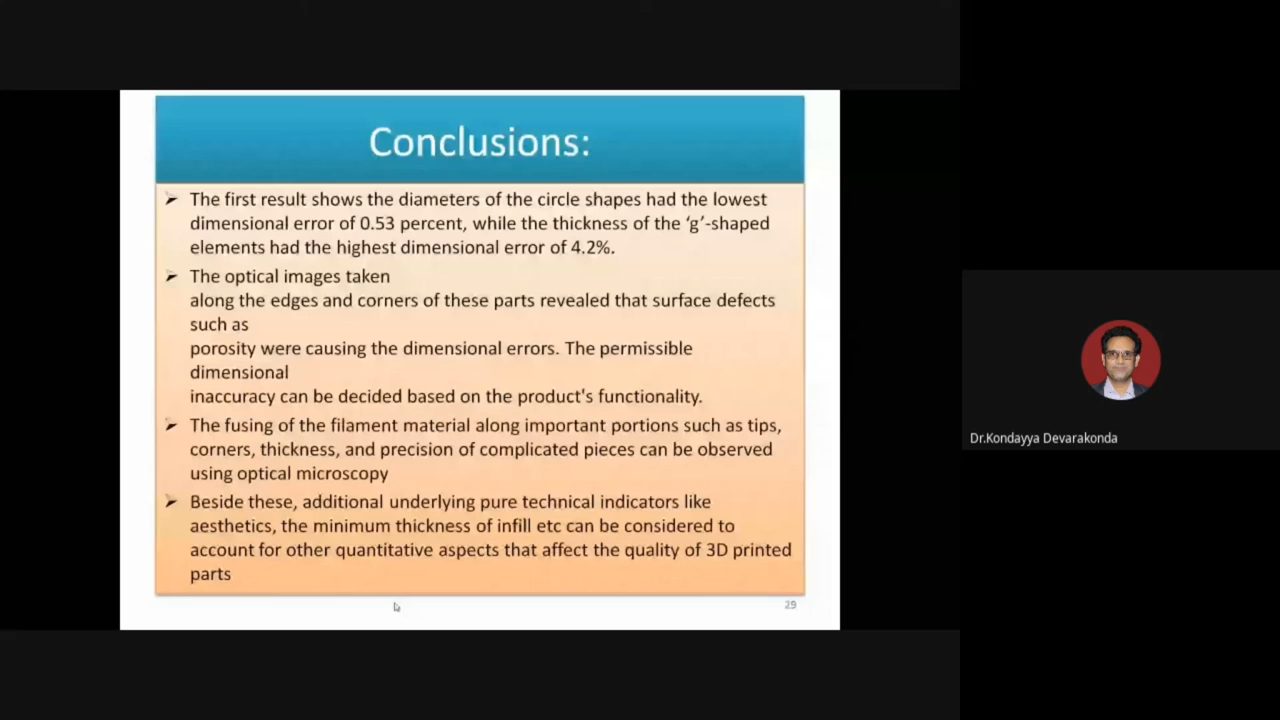 Conclusions:
➢ The first result shows the diameters of the circle shapes had the lowest
dimensional error of 0.53 percent, while the thickness of the ‘g’-shaped
elements had the highest dimensional error of 4.2%.
➢ The optical images taken
along the edges and corners of these parts revealed that surface defects
such as
porosity were causing the dimensional errors. The permissible
dimensional
inaccuracy can be decided based on the product's functionality.
➢ The fusing of the filament material along important portions such as tips,
corners, thickness, and precision of complicated pieces can be observed
using optical microscopy
➢ Beside these, additional underlying pure technical indicators like
aesthetics, the minimum thickness of infill etc can be considered to
account for other quantitative aspects that affect the quality of 3D printed
parts
29
Dr.Kondayya Devarakonda